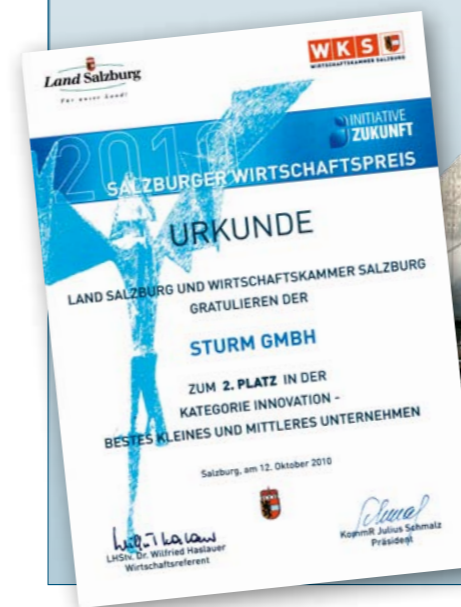 Land Salzburg
Für unser Land!
WKS
WIRTSCHAFTSKAMMER SALZBURG
INITIATIVE
ZUKUNFT
2010
SALZBURGER WIRTSCHAFTSPREIS
URKUNDE
LAND SALZBURG UND WIRTSCHAFTSKAMMER SALZBURG
GRATULIEREN DER
STURM GMBH
ZUM 2. PLATZ IN DER
KATEGORIE INNOVATION -
BESTES KLEINES UND MITTLERES UNTERNEHMEN
Salzburg, am 12. Oktober 2010
LHStv. Dr. Wilfried Haslauer
Wirtschaftsreferent
KommR Julius Schmalz
Präsident